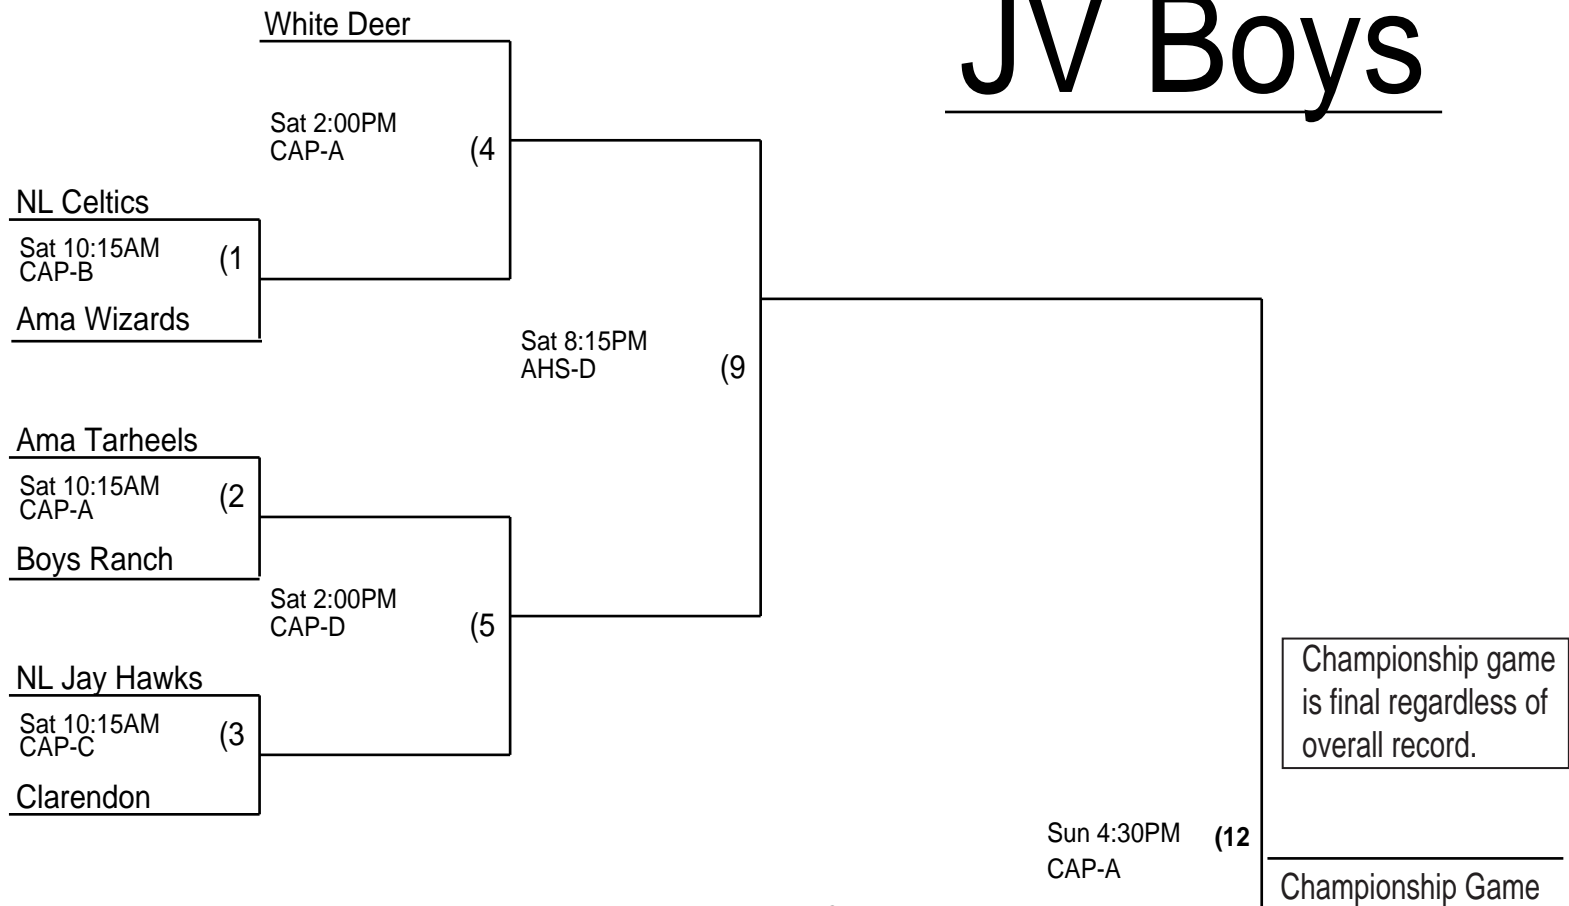 JV Boys
White Deer
Sat 2:00PM
CAP-A
(4
NL Celtics
Sat 10:15AM
CAP-B
(1
Ama Wizards
Sat 8:15PM
AHS-D
(9
Ama Tarheels
Sat 10:15AM
CAP-A
(2
Boys Ranch
Sat 2:00PM
CAP-D
(5
NL Jay Hawks
Sat 10:15AM
CAP-C
(3
Clarendon
Championship game
is final regardless of
overall record.
Sun 4:30PM
CAP-A
(12
Championship Game